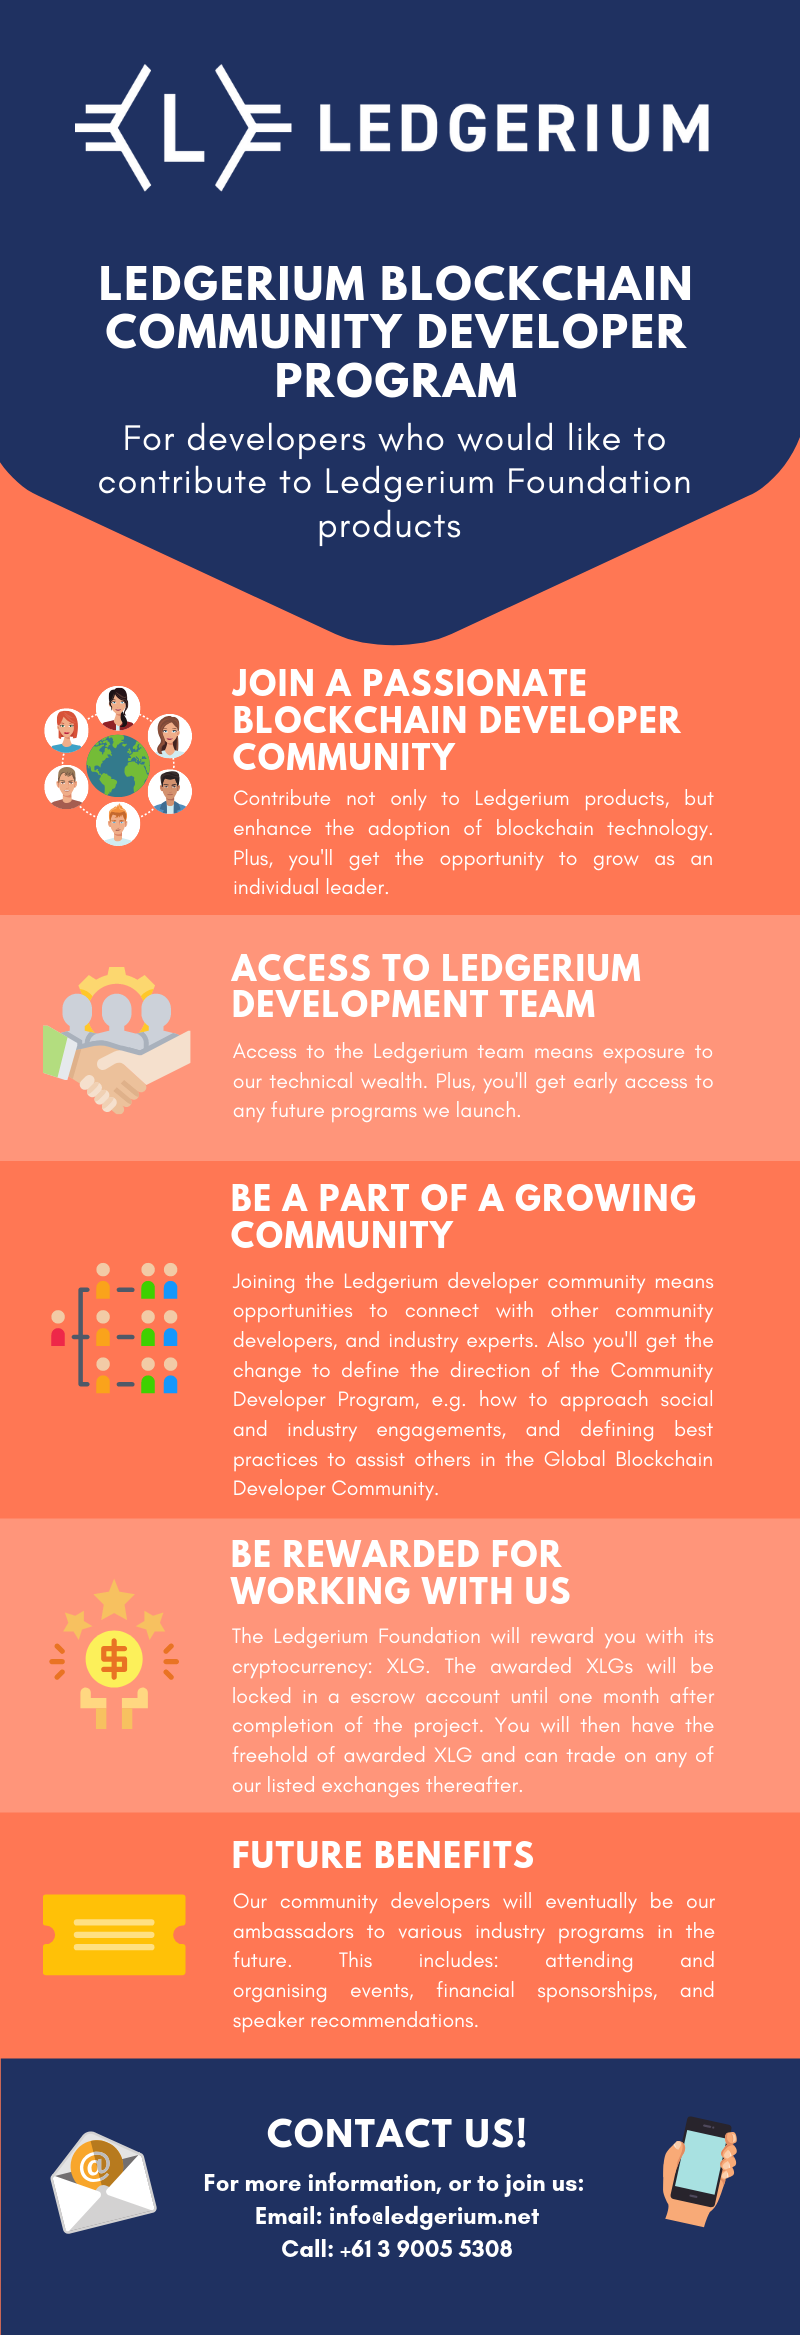 L LEDGERIUM
LEDGERIUM BLOCKCHAIN
COMMUNITY DEVELOPER
PROGRAM
For developers who would like to
contribute to Ledgerium Foundation
products
JOIN A PASSIONATE
BLOCKCHAIN DEVELOPER
COMMUNITY
Contribute not only to Ledgerium products, but
enhance the adoption of blockchain technology.
Plus, you'll get the opportunity to grow as an
individual leader.
ACCESS TO LEDGERIUM
DEVELOPMENT TEAM
Access to the Ledgerium team means exposure to
our technical wealth. Plus, you'll get early access to
any future programs we launch.
BE A PART OF A GROWING
COMMUNITY
Joining the Ledgerium developer community means
opportunities to connect with other community
developers, and industry experts. Also you'll get the
change to define the direction of the Community
Developer Program, e.g. how to approach social
and industry engagements, and defining best
practices to assist others in the Global Blockchain
Developer Community.
BE REWARDED FOR
WORKING WITH US
$
The Ledgerium Foundation will reward you with its
cryptocurrency: XLG. The awarded XLGs will be
locked in a escrow account until one month after
completion of the project. You will then have the
freehold of awarded XLG and can trade on any of
our listed exchanges thereafter.
FUTURE BENEFITS
Our community developers will eventually be our
ambassadors to various industry programs in the
future. This includes: attending and
organising events, financial sponsorships, and
speaker recommendations.
@
CONTACT US!
For more information, or to join us:
Email: info@ledgerium.net
Call: +61 3 9005 5308